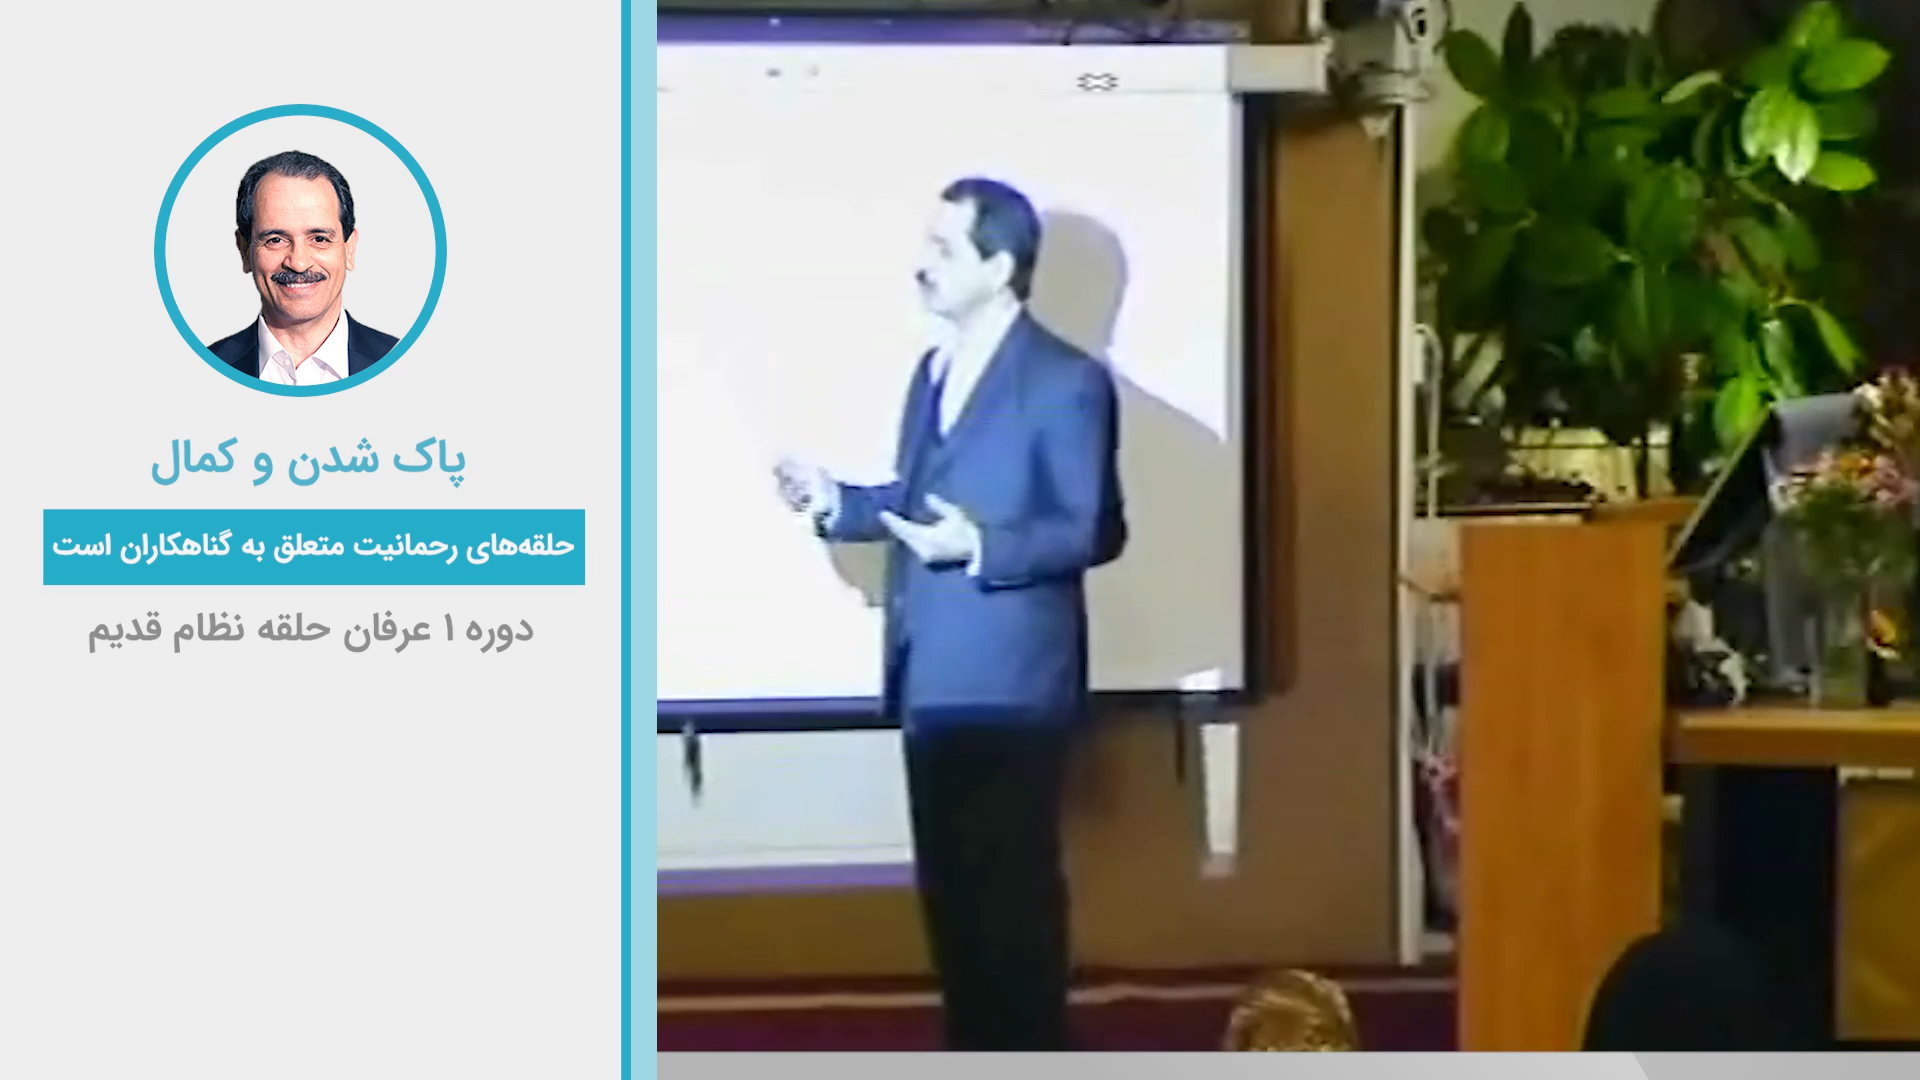 پاک شدن و کمال
حلقه‌های رحمانیت متعلق به گناهکاران است
دوره ۱ عرفان حلقه نظام قدیم